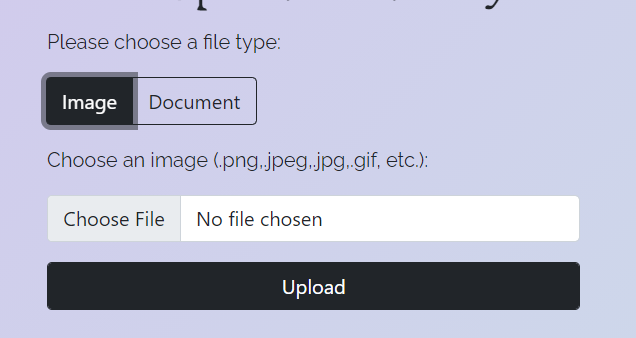 Please choose a file type:
Image Document
Choose an image (.png,.jpeg,.jpg,.gif, etc.):
Choose File No file chosen
Upload